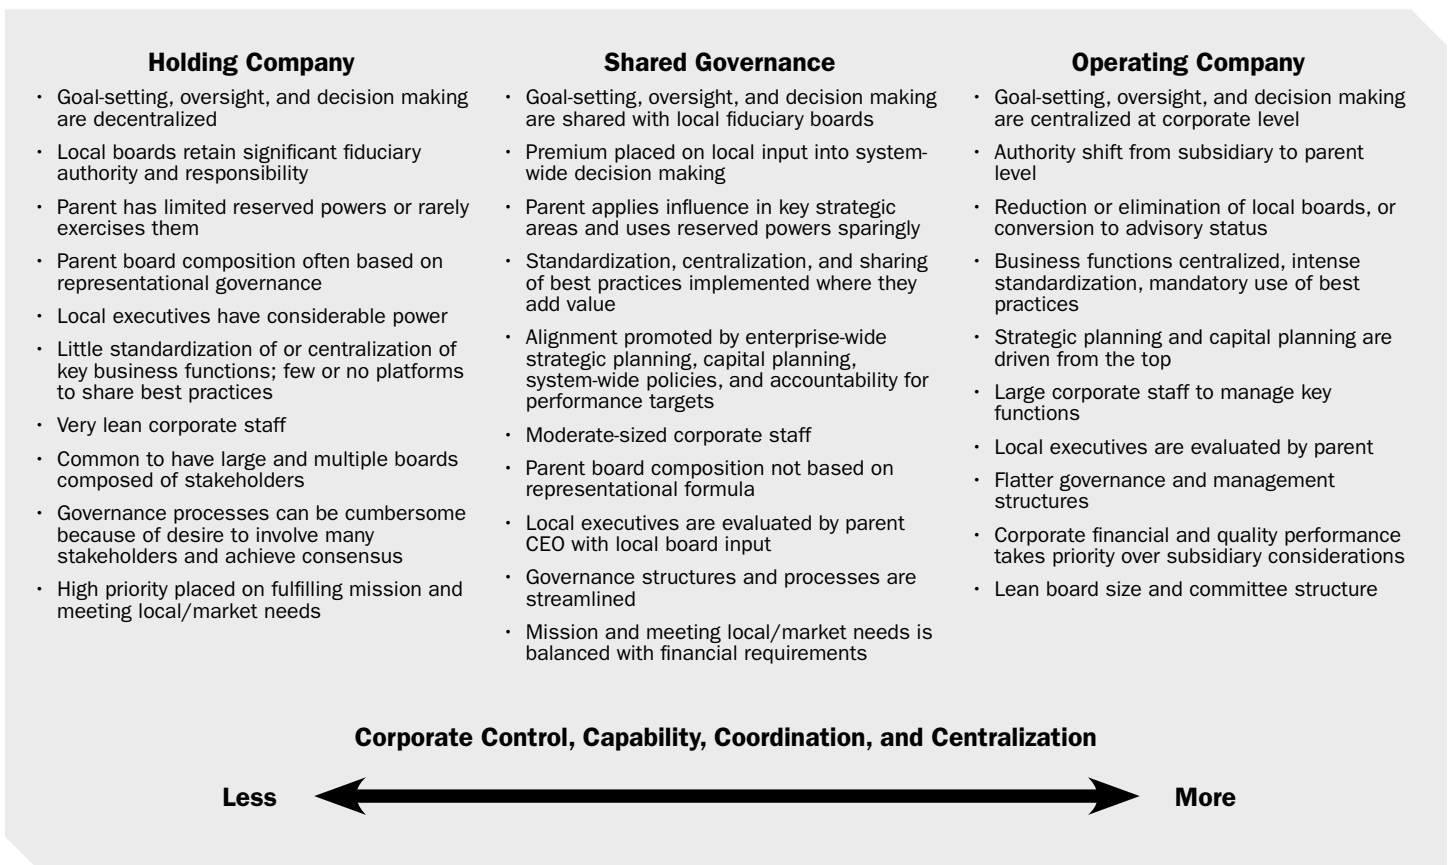 Holding Company
• Goal-setting, oversight, and decision making
are decentralized
• Local boards retain significant fiduciary
authority and responsibility
• Parent has limited reserved powers or rarely
exercises them
• Parent board composition often based on
representational governance
• Local executives have considerable power
• Little standardization of or centralization of
key business functions; few or no platforms
to share best practices
• Very lean corporate staff
• Common to have large and multiple boards
composed of stakeholders
• Governance processes can be cumbersome
because of desire to involve many
stakeholders and achieve consensus
• High priority placed on fulfilling mission and
meeting local/market needs
Shared Governance
• Goal-setting, oversight, and decision making
are shared with local fiduciary boards
• Premium placed on local input into system-
wide decision making
• Parent applies influence in key strategic
areas and uses reserved powers sparingly
• Standardization, centralization, and sharing
of best practices implemented where they
add value
• Alignment promoted by enterprise-wide
strategic planning, capital planning,
system-wide policies, and accountability for
performance targets
• Moderate-sized corporate staff
• Parent board composition not based on
representational formula
• Local executives are evaluated by parent
CEO with local board input
• Governance structures and processes are
streamlined
• Mission and meeting local/market needs is
balanced with financial requirements
Operating Company
• Goal-setting, oversight, and decision making
are centralized at corporate level
• Authority shift from subsidiary to parent
level
• Reduction or elimination of local boards, or
conversion to advisory status
• Business functions centralized, intense
standardization, mandatory use of best
practices
• Strategic planning and capital planning are
driven from the top
• Large corporate staff to manage key
functions
• Local executives are evaluated by parent
• Flatter governance and management
structures
• Corporate financial and quality performance
takes priority over subsidiary considerations
• Lean board size and committee structure
Corporate Control, Capability, Coordination, and Centralization
Less
More